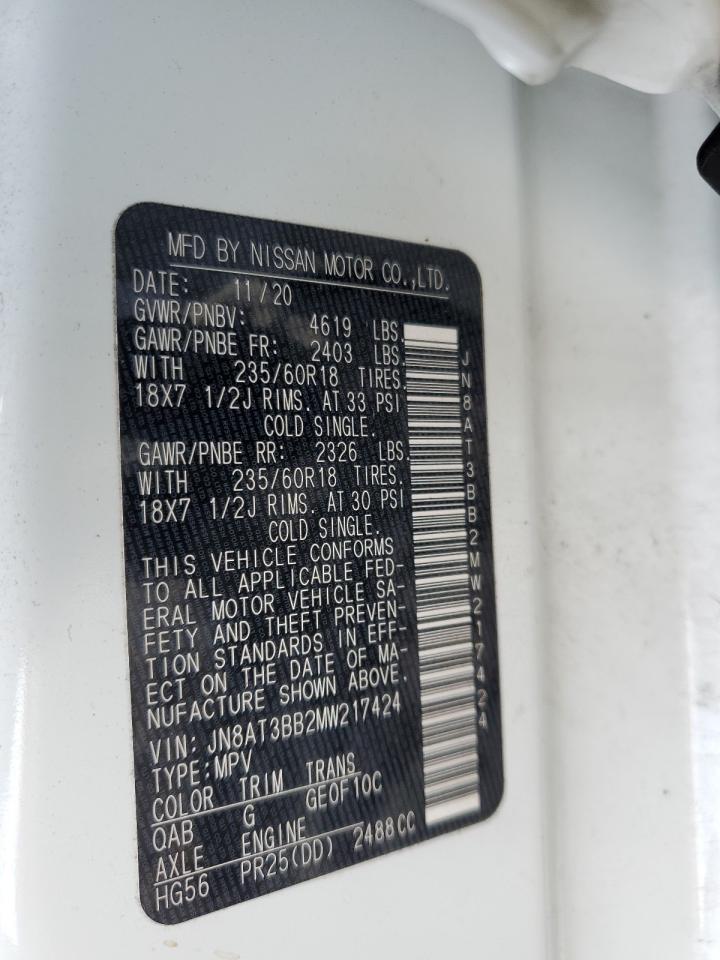 MFD BY NISSAN MOTOR CO.,LTD.
DATE: 11/20
GVWR/PNBV: 4619 LBS
GAWR/PNBE FR: 2403 LBS.
WITH 235/60R18 TIRES.
18X7 1/2J RIMS. AT 33 PSI
COLD SINGLE.
GAWR/PNBE RR: 2326 LBS.
WITH 235/60R18 TIRES.
18X7 1/2J RIMS. AT 30 PSI
COLD SINGLE.
THIS VEHICLE CONFORMS
TO ALL APPLICABLE FED-
ERAL MOTOR VEHICLE SA-
FETY AND THEFT PREVEN-
TION STANDARDS IN EFF-
ECT ON THE DATE OF MA-
NUFACTURE SHOWN ABOVE.
VIN: JN8AT3BB2MW217424
TYPE:MPV
COLOR TRIM TRANS
QAB G GE0F10C
AXLE ENGINE
HG56 PR25(DD) 2488CC
JN8AT3BB2MW217424